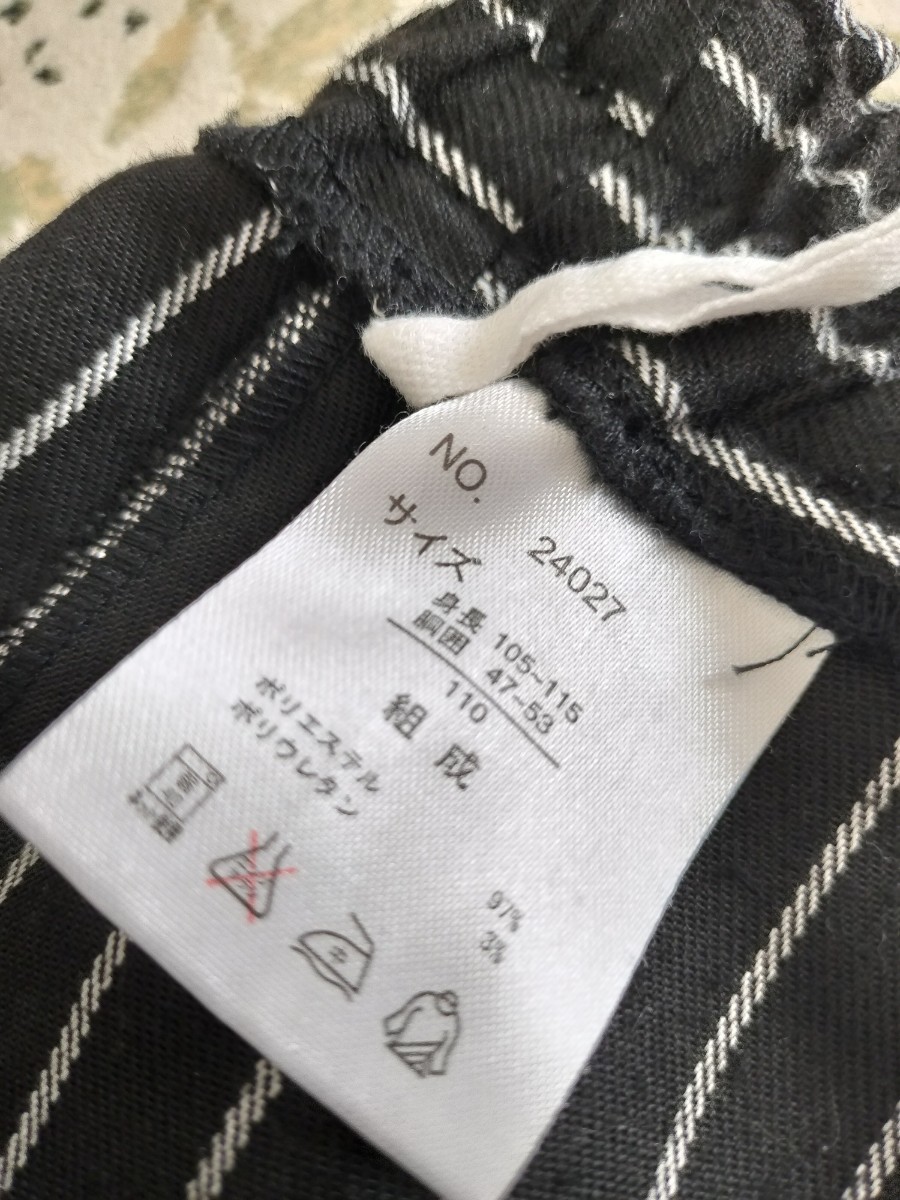 NO. 24027
サイズ
身長 105~115
胴囲 47-53
110
組 成
ポリエステル 97%
ポリウレタン 3%
中